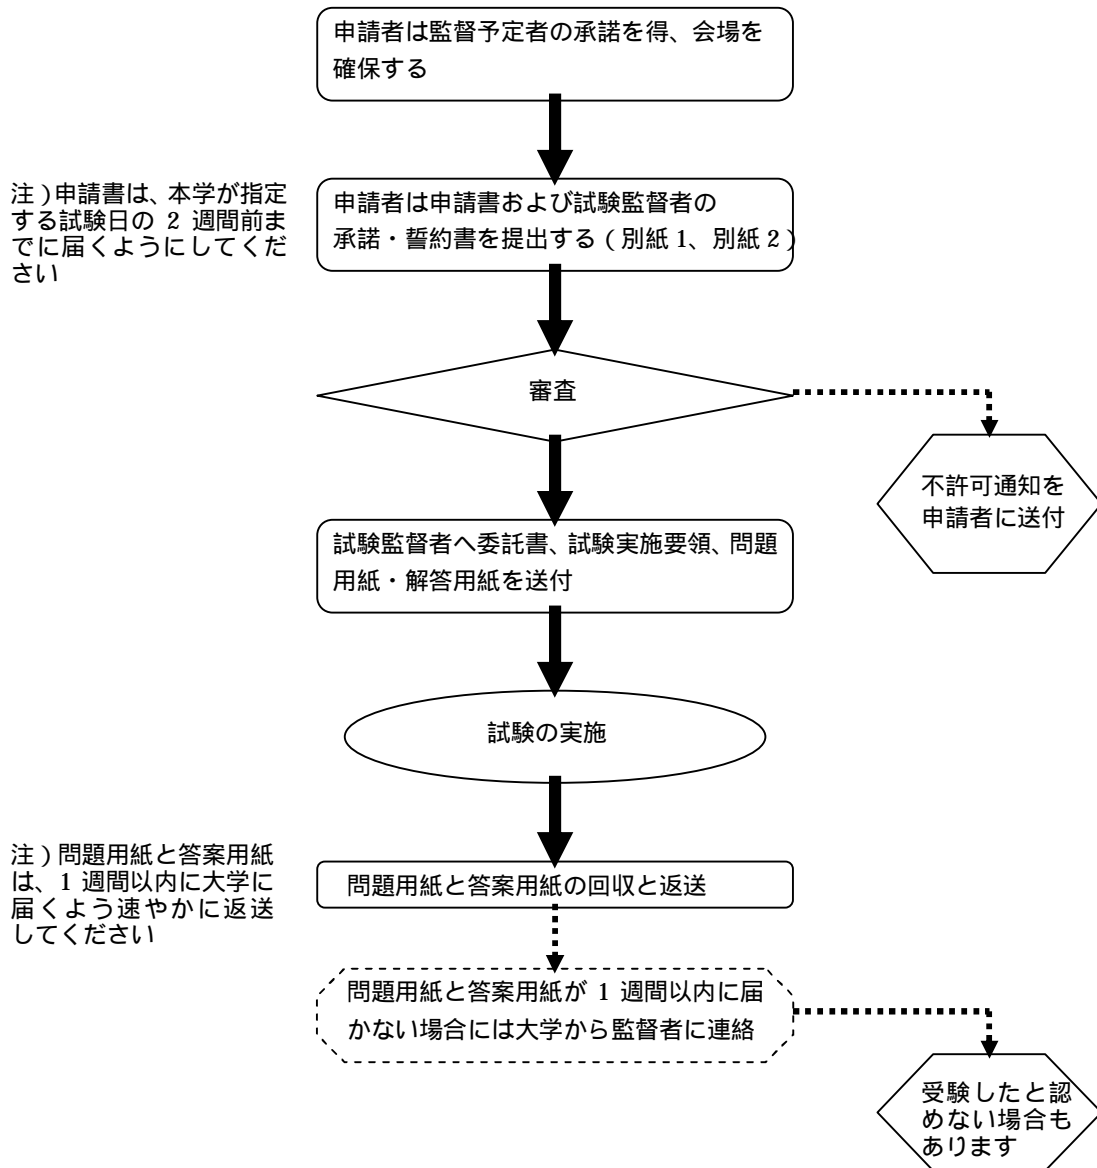 申請者は監督予定者の承諾を得、会場を
確保する
注）申請書は、本学が指定
する試験日の 2 週間前ま
でに届くようにしてくだ
さい
申請者は申請書および試験監督者の
承諾・誓約書を提出する（別紙 1、別紙 2）
審査
不許可通知を
申請者に送付
試験監督者へ委託書、試験実施要領、問題
用紙・解答用紙を送付
試験の実施
注）問題用紙と答案用紙
は、1 週間以内に大学に
届くよう速やかに返送
してください
問題用紙と答案用紙の回収と返送
問題用紙と答案用紙が 1 週間以内に届
かない場合には大学から監督者に連絡
受験したと認
めない場合も
あります